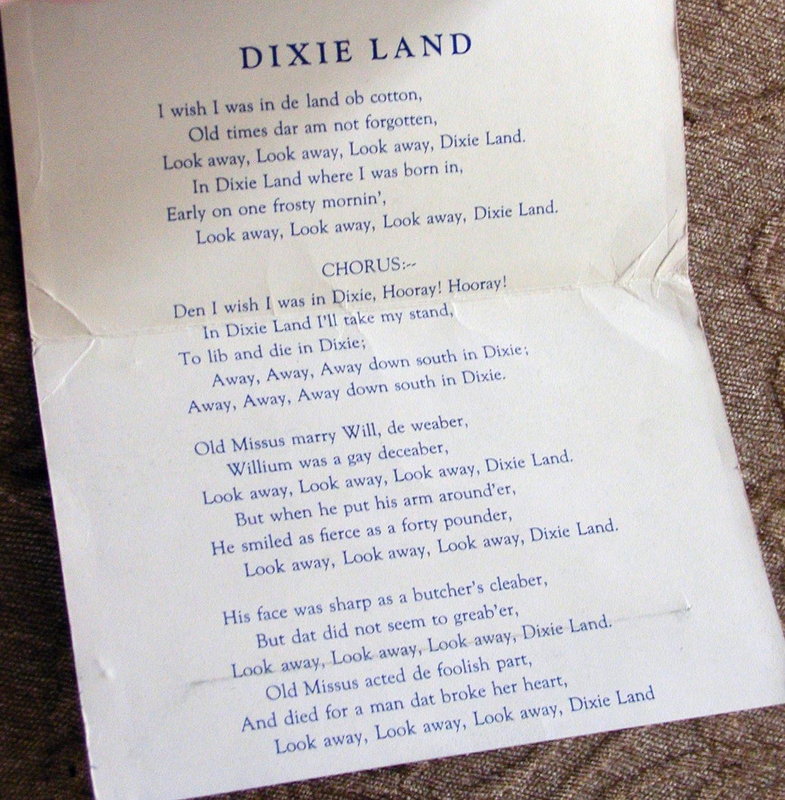 DIXIE LAND
I wish I was in de land ob cotton,
Old times dar am not forgotten,
Look away, Look away, Look away, Dixie Land.
In Dixie Land where I was born in,
Early on one frosty mornin',
Look away, Look away, Look away, Dixie Land.
CHORUS:--
Den I wish I was in Dixie, Hooray! Hooray!
In Dixie Land I'll take my stand,
To lib and die in Dixie;
Away, Away, Away down south in Dixie;
Away, Away, Away down south in Dixie.
Old Missus marry Will, de weaber,
Willium was a gay deceaber,
Look away, Look away, Look away, Dixie Land.
But when he put his arm around'er,
He smiled as fierce as a forty pounder,
Look away, Look away, Look away, Dixie Land.
His face was sharp as a butcher's cleaber,
But dat did not seem to greab'er,
Look away, Look away, Look away, Dixie Land.
Old Missus acted de foolish part,
And died for a man dat broke her heart,
Look away, Look away, Look away, Dixie Land